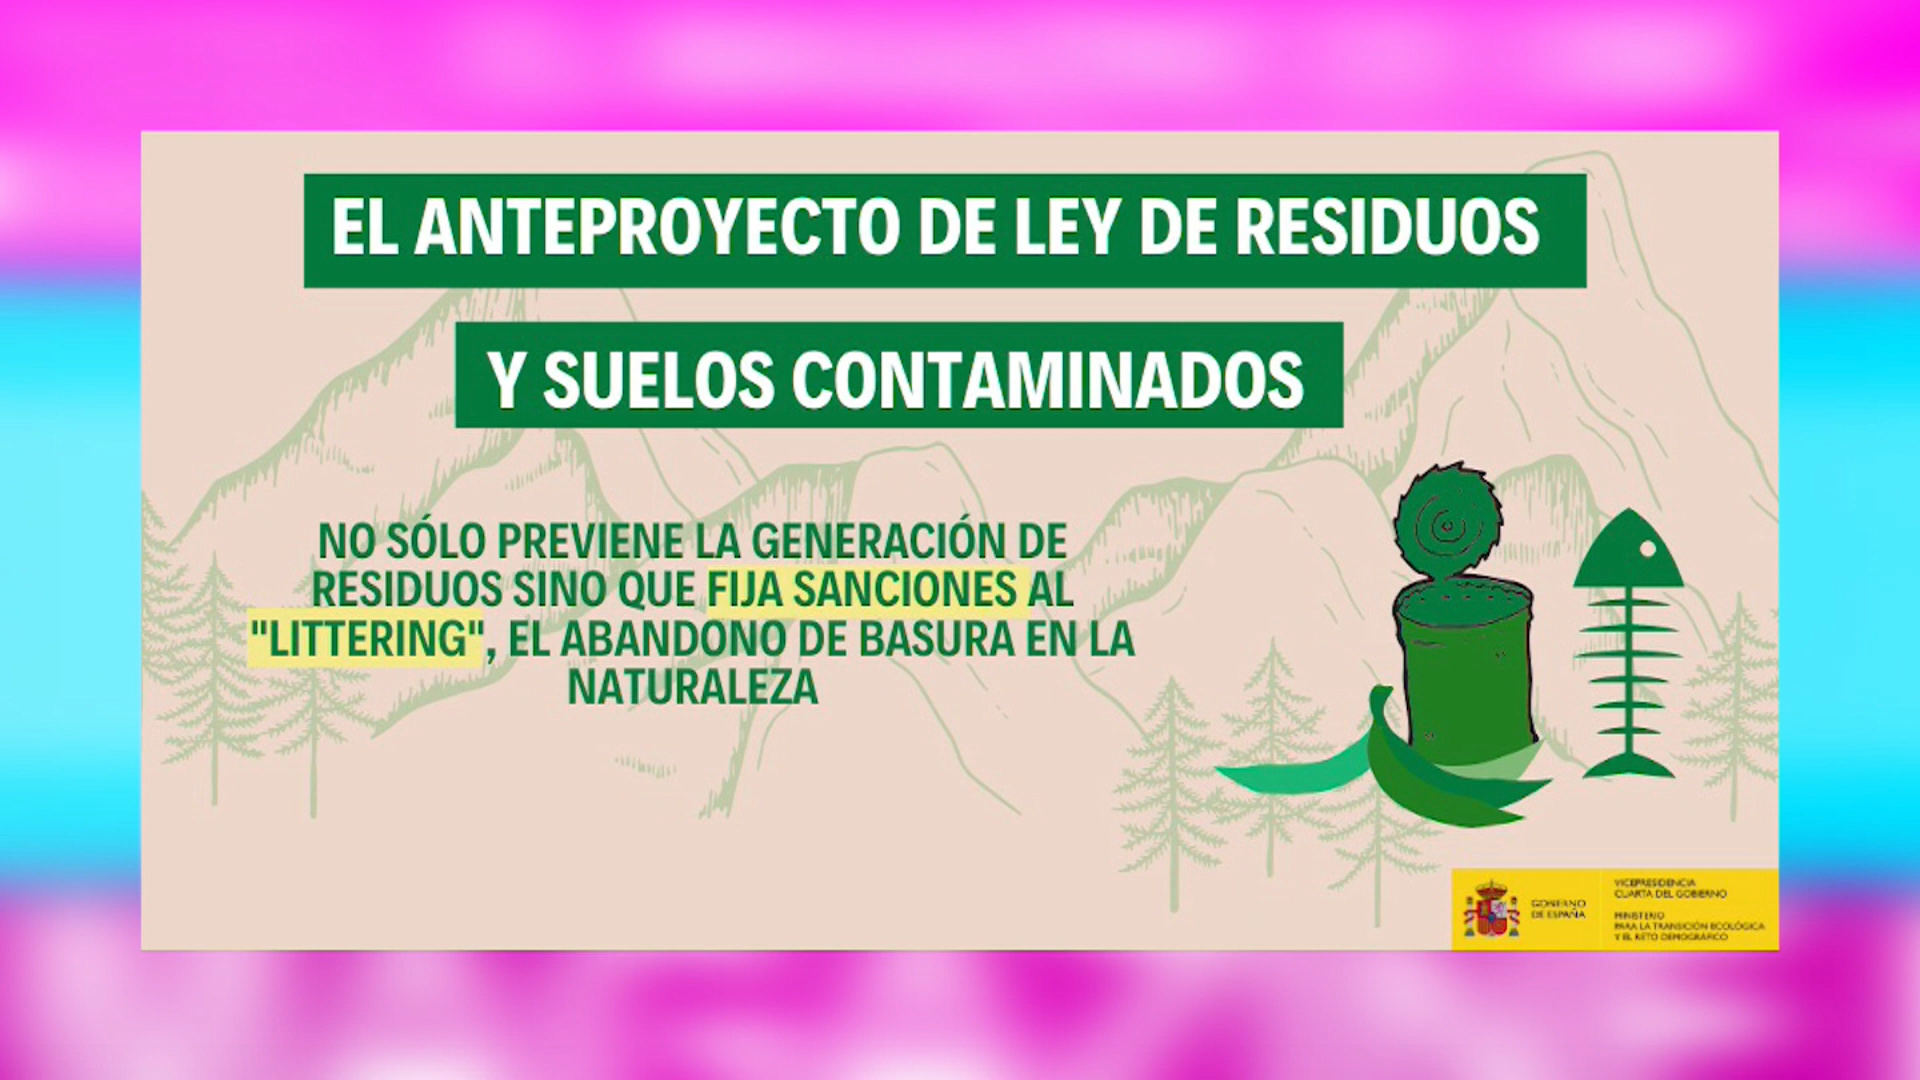 EL ANTEPROYECTO DE LEY DE RESIDUOS
Y SUELOS CONTAMINADOS
NO SÓLO PREVIENE LA GENERACIÓN DE
RESIDUOS SINO QUE FIJA SANCIONES AL
"LITTERING", EL ABANDONO DE BASURA EN LA
NATURALEZA
GOBIERNO
DE ESPAÑA
VICEPRESIDENCIA
CUARTA DEL GOBIERNO
MINISTERIO
PARA LA TRANSICIÓN ECOLÓGICA
Y EL RETO DEMOGRÁFICO